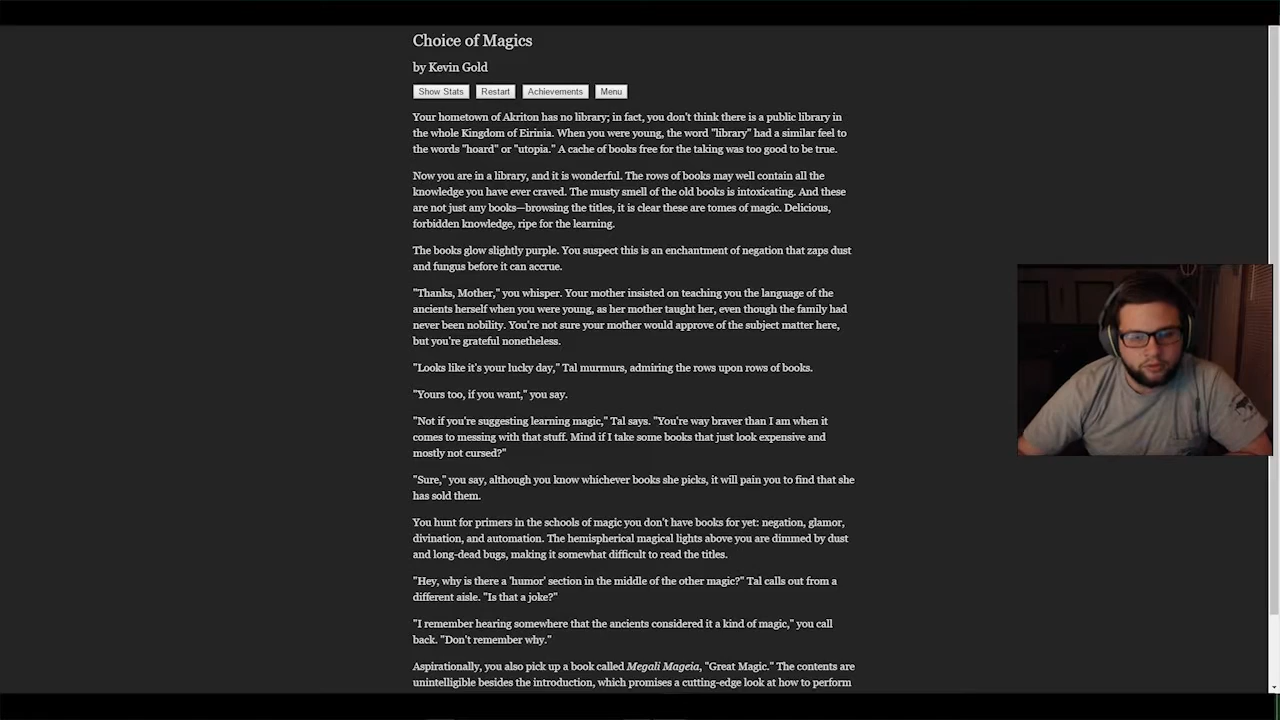 Choice of Magics
by Kevin Gold
Show Stats Restart Achievements Menu
Your hometown of Akriton has no library; in fact, you don't think there is a public library in
the whole Kingdom of Eirinia. When you were young, the word "library" had a similar feel to
the words "hoard" or "utopia." A cache of books free for the taking was too good to be true.
Now you are in a library, and it is wonderful. The rows of books may well contain all the
knowledge you have ever craved. The musty smell of the old books is intoxicating. And these
are not just any books—browsing the titles, it is clear these are tomes of magic. Delicious,
forbidden knowledge, ripe for the learning.
The books glow slightly purple. You suspect this is an enchantment of negation that zaps dust
and fungus before it can accrue.
"Thanks, Mother," you whisper. Your mother insisted on teaching you the language of the
ancients herself when you were young, as her mother taught her, even though the family had
never been nobility. You're not sure your mother would approve of the subject matter here,
but you're grateful nonetheless.
"Looks like it's your lucky day," Tal murmurs, admiring the rows upon rows of books.
"Yours too, if you want," you say.
"Not if you're suggesting learning magic," Tal says. "You're way braver than I am when it
comes to messing with that stuff. Mind if I take some books that just look expensive and
mostly not cursed?"
"Sure," you say, although you know whichever books she picks, it will pain you to find that she
has sold them.
You hunt for primers in the schools of magic you don't have books for yet: negation, glamor,
divination, and automation. The hemispherical magical lights above you are dimmed by dust
and long-dead bugs, making it somewhat difficult to read the titles.
"Hey, why is there a 'humor' section in the middle of the other magic?" Tal calls out from a
different aisle. "Is that a joke?"
"I remember hearing somewhere that the ancients considered it a kind of magic," you call
back. "Don't remember why."
Aspirationally, you also pick up a book called Megali Mageia, "Great Magic." The contents are
unintelligible besides the introduction, which promises a cutting-edge look at how to perform